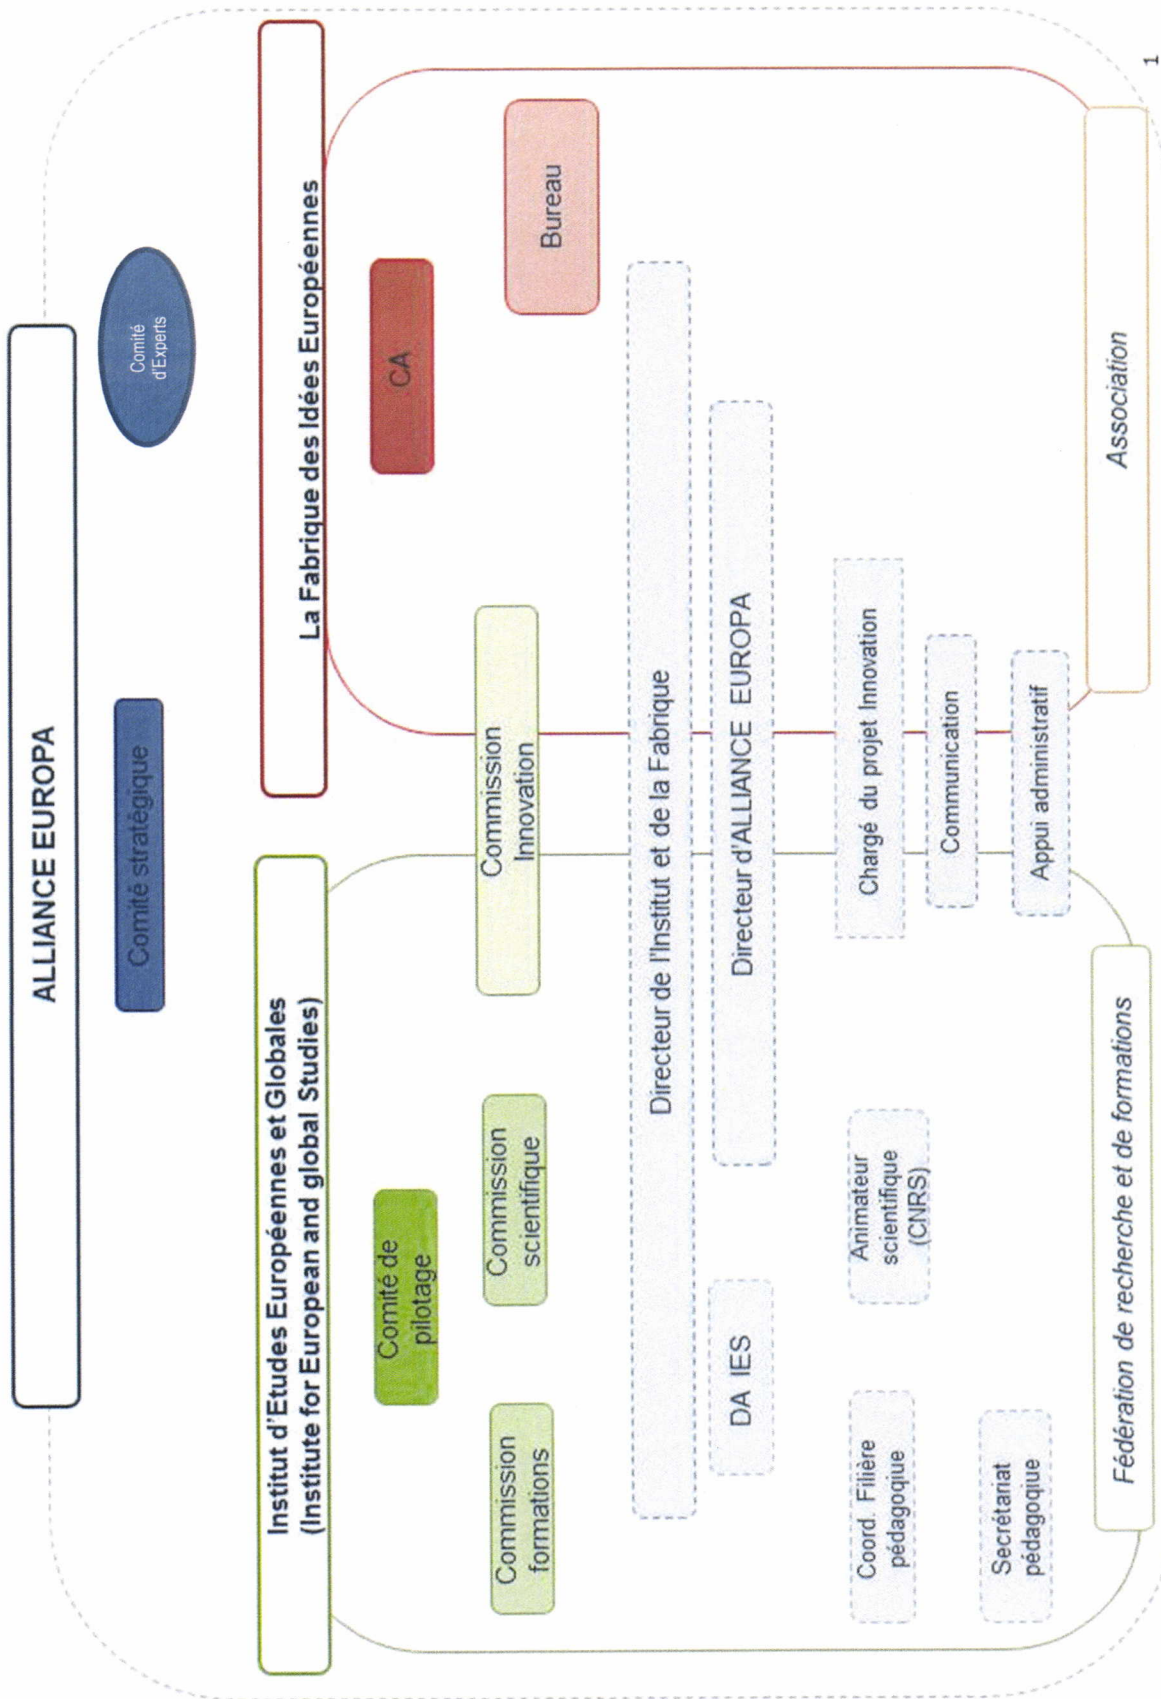 ALLIANCE EUROPA
Comité stratégique
Comité
d'Experts
Institut d'Etudes Européennes et Globales
(Institute for European and global Studies)
La Fabrique des Idées Européennes
Comité de
pilotage
CA
Commission
formations
Commission
scientifique
Commission
Innovation
Bureau
Directeur de l'Institut et de la Fabrique
DA IES
Directeur d'ALLIANCE EUROPA
Coord. Filière
pédagogique
Animateur
scientifique
(CNRS)
Chargé du projet Innovation
Communication
Secrétariat
pédagogique
Appui administratif
Fédération de recherche et de formations
Association
1